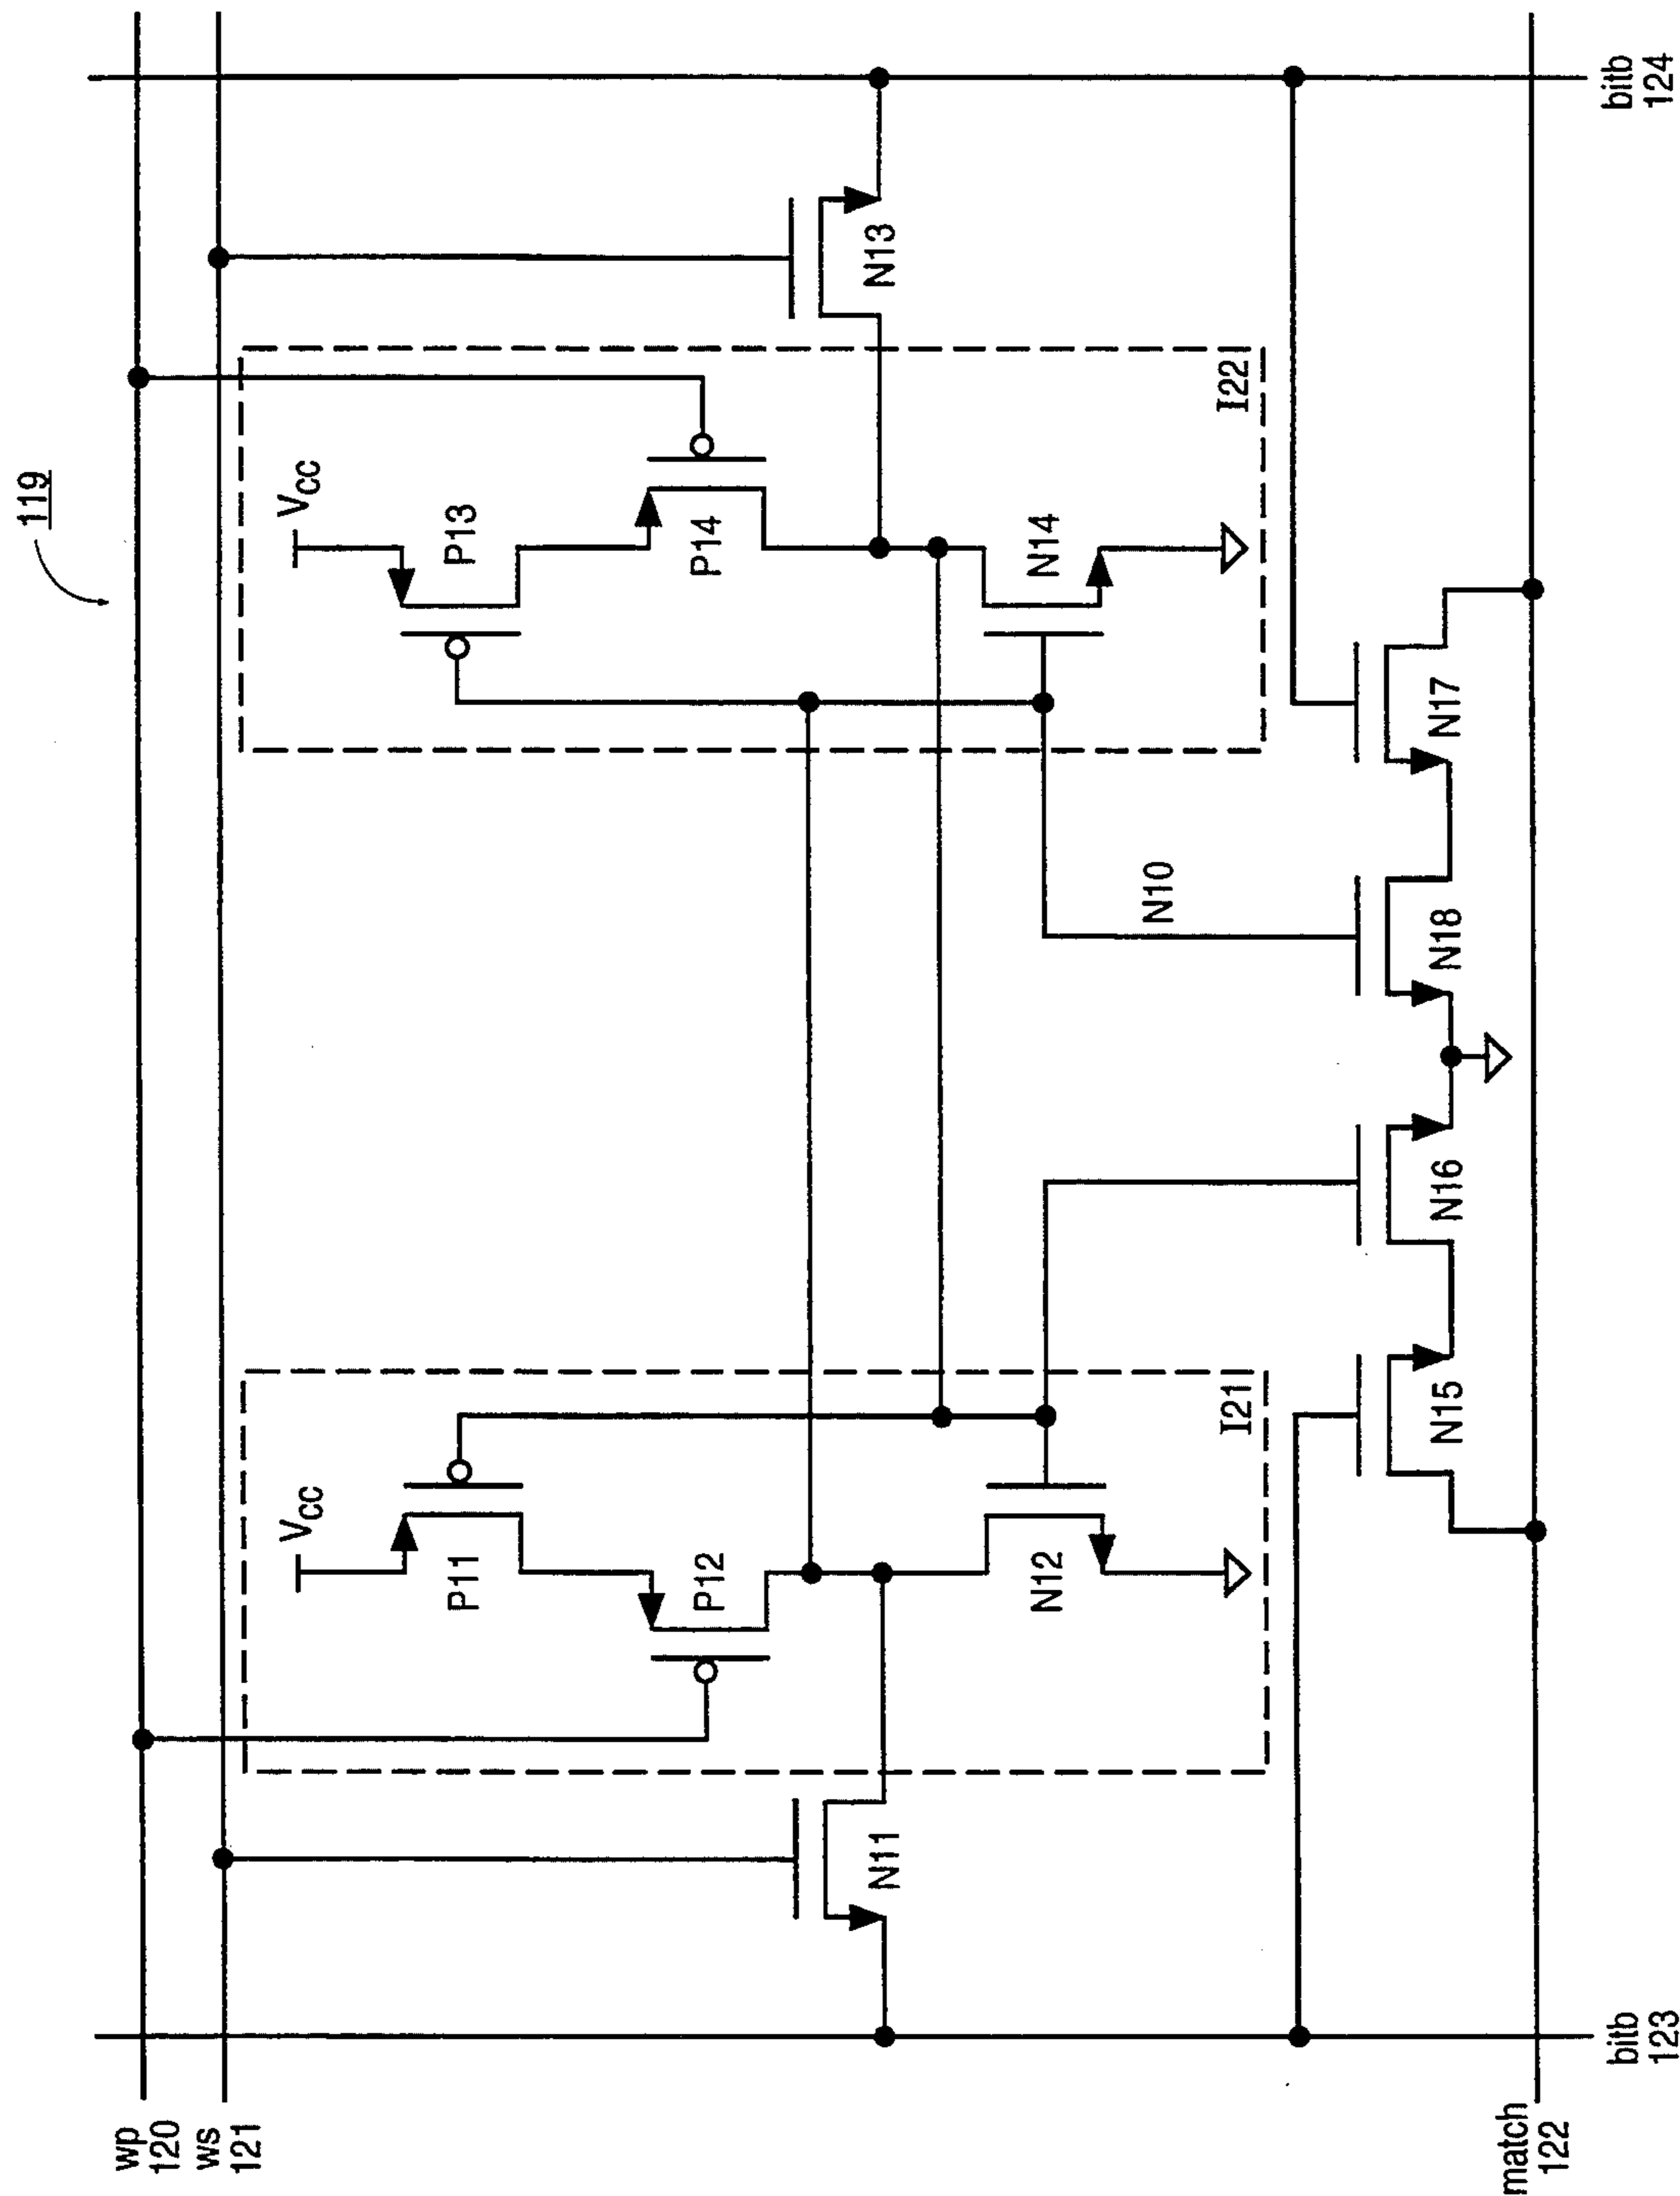 119
wp
120
ws
121
VCC
P11
P12
N11
N12
I21
VCC
P13
P14
N13
N14
I22
N10
N15
N16
N18
N17
match
122
bitb
123
bitb
124